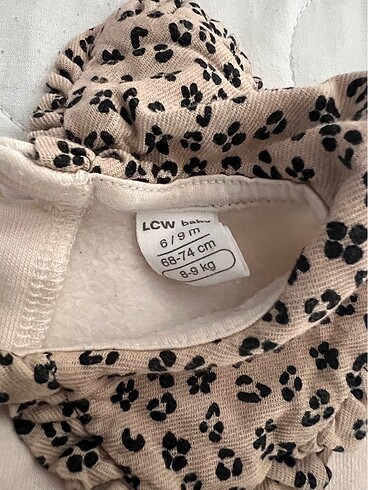 LCW baby
6 / 9 m
68-74 cm
8-9 kg